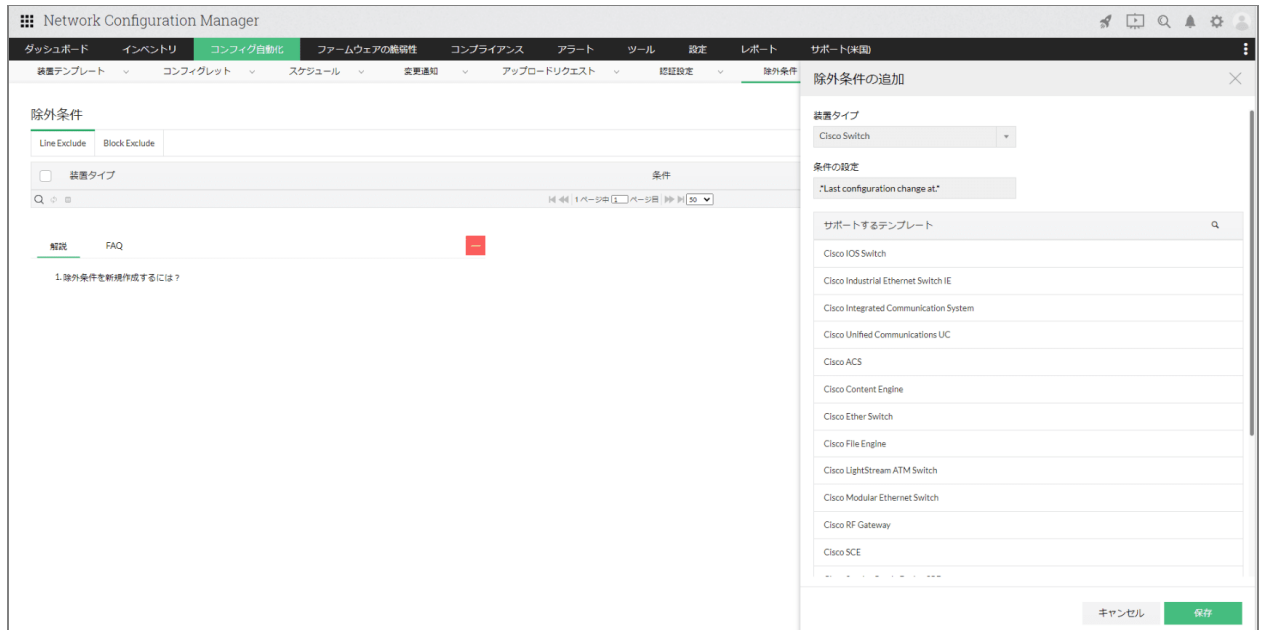 Network Configuration Manager
ダッシュボード インベントリ コンフィグ自動化 ファームウェアの脆弱性 コンプライアンス アラート ツール 設定 レポート サポート(米国)
装置テンプレート コンフィグレット スケジュール 変更通知 アップロードリクエスト 認証設定 除外条件
除外条件
Line Exclude Block Exclude
装置タイプ 条件
1 ページ中 1 ページ目 50
解説 FAQ
1. 除外条件を新規作成するには？
除外条件の追加
装置タイプ
Cisco Switch
条件の設定
.*Last configuration change at.*
サポートするテンプレート
Cisco IOS Switch
Cisco Industrial Ethernet Switch IE
Cisco Integrated Communication System
Cisco Unified Communications UC
Cisco ACS
Cisco Content Engine
Cisco Ether Switch
Cisco File Engine
Cisco LightStream ATM Switch
Cisco Modular Ethernet Switch
Cisco RF Gateway
Cisco SCE
キャンセル 保存